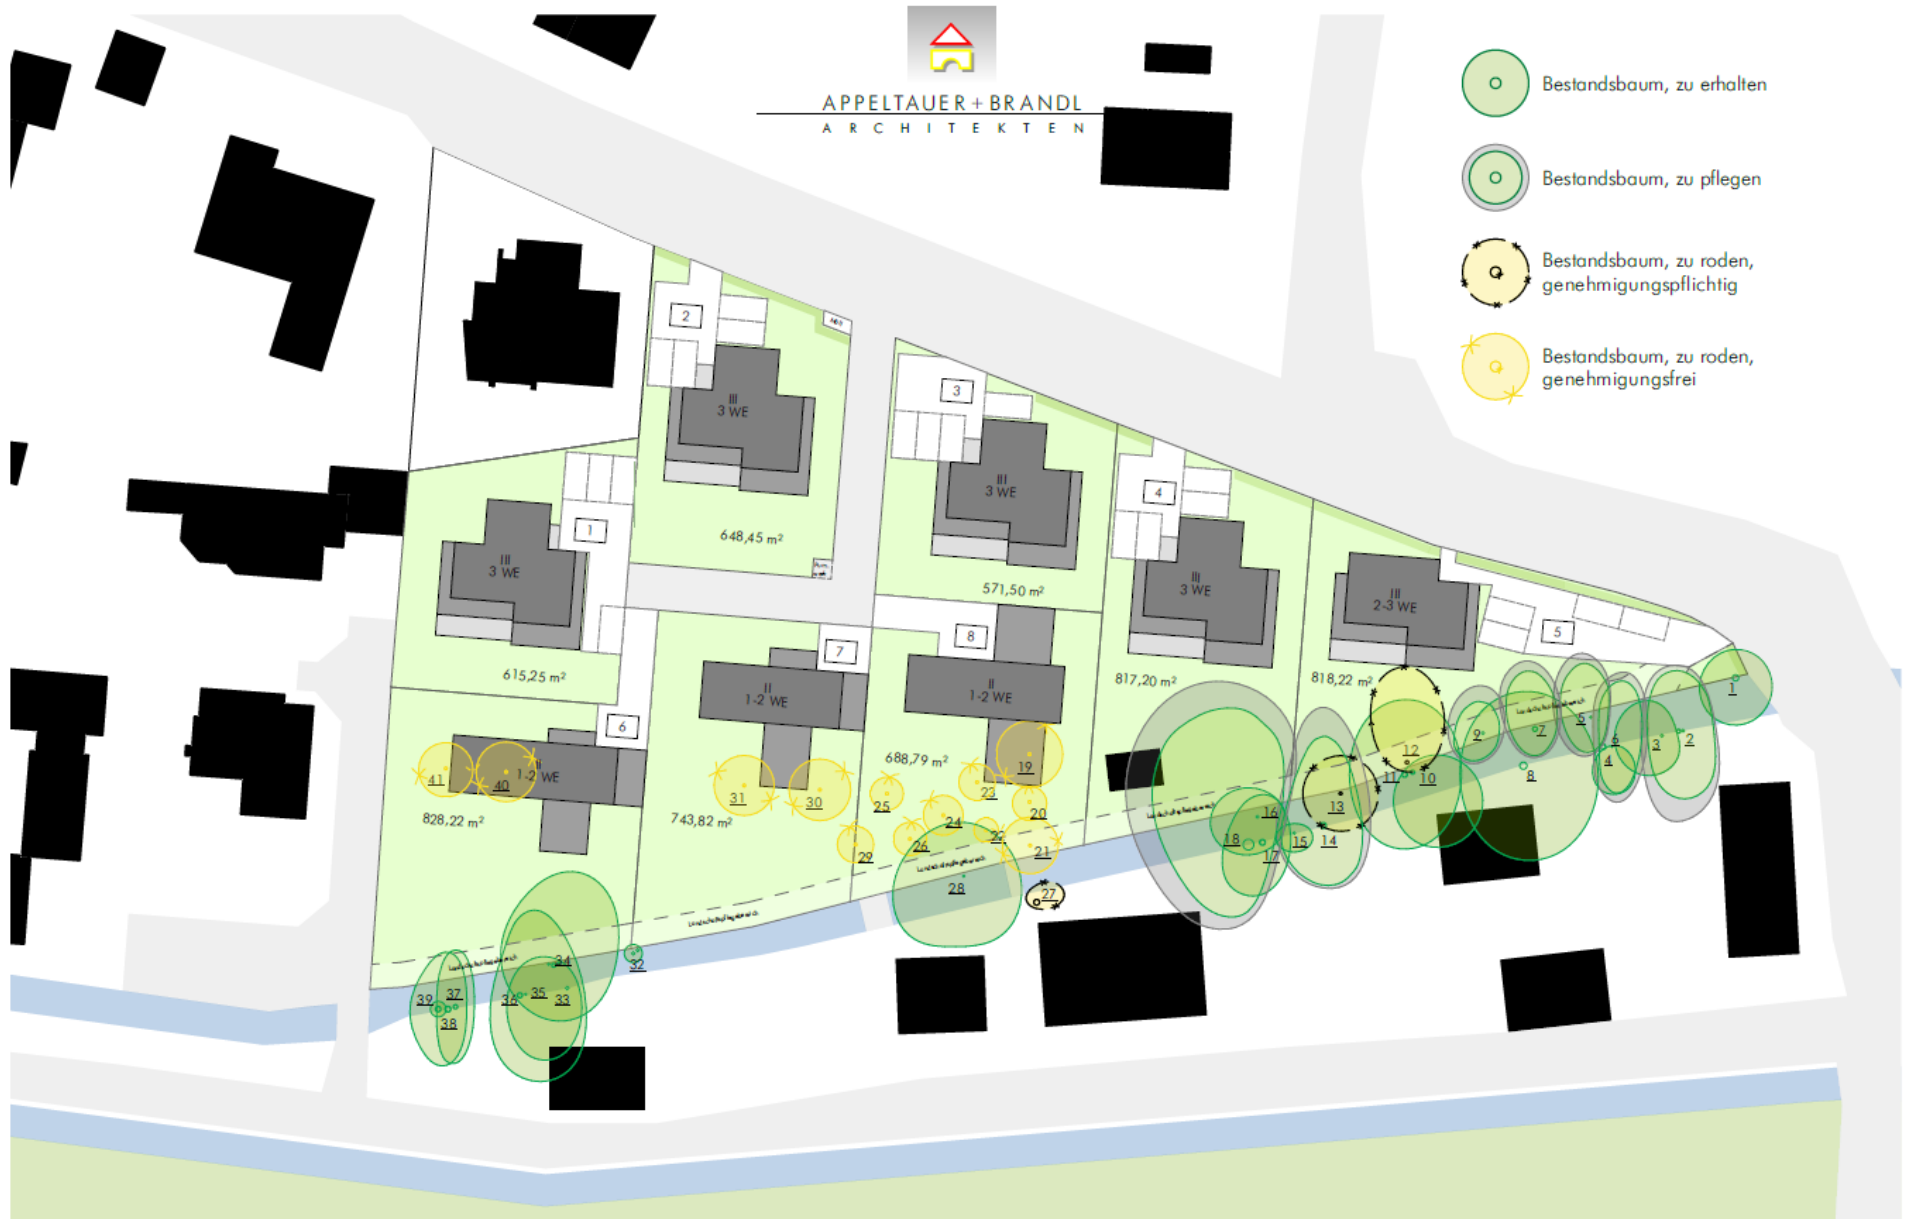 APPELTAUER+BRANDL
ARCHITEKTEN
Bestandsbaum, zu erhalten
Bestandsbaum, zu pflegen
Bestandsbaum, zu roden,
genehmigungspflichtig
Bestandsbaum, zu roden,
genehmigungsfrei
2
III
3 WE
648,45 m²
3
III
3 WE
571,50 m²
4
III
3 WE
817,20 m²
III
2-3 WE
5
818,22 m²
1
III
3 WE
615,25 m²
6
1-2 WE
828,22 m²
7
II
1-2 WE
743,82 m²
8
II
1-2 WE
688,79 m²
1
2
3
4
5
6
7
8
9
10
11
12
13
14
15
16
17
18
19
20
21
22
23
24
25
26
27
28
29
30
31
32
33
34
35
36
37
38
39
40
41
Landschaftspflegebereich
Landschaftspflegebereich
Landschaftspflegebereich
Landschaftspflegebereich
Landschaftspflegebereich